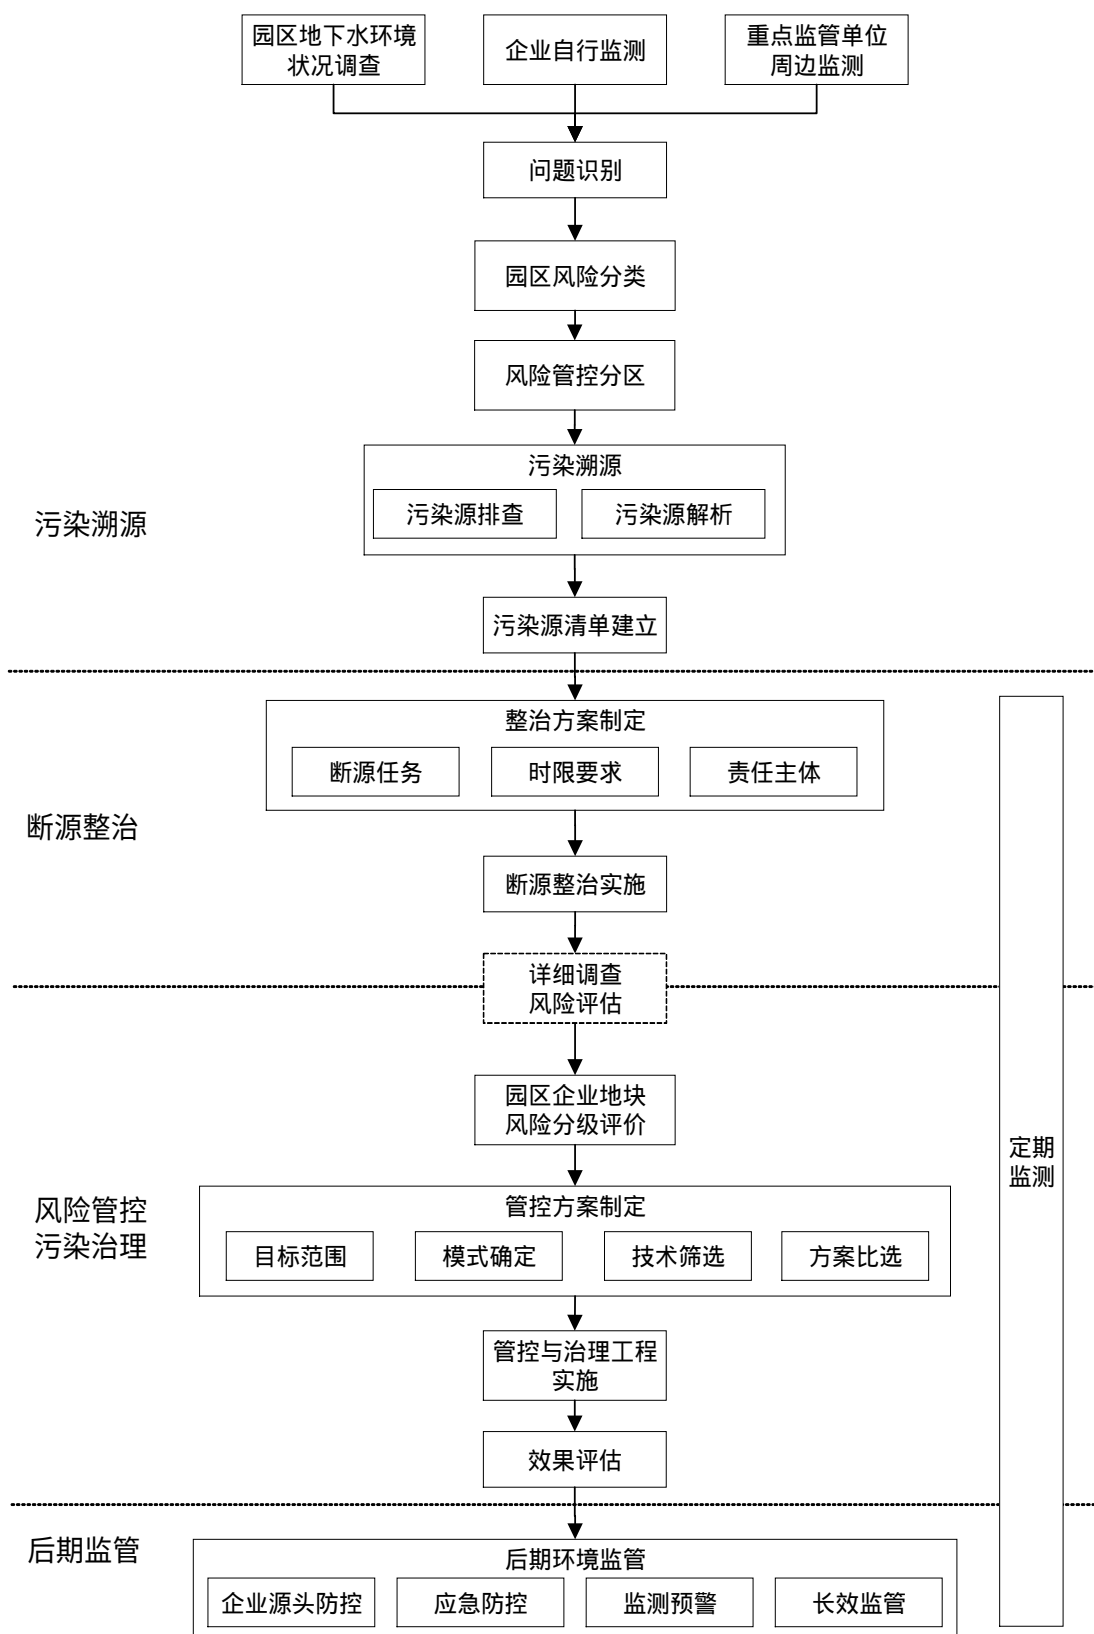 园区地下水环境
状况调查
企业自行监测
重点监管单位
周边监测
问题识别
园区风险分类
风险管控分区
污染溯源
污染溯源
污染源排查
污染源解析
污染源清单建立
断源整治
整治方案制定
断源任务
时限要求
责任主体
断源整治实施
详细调查
风险评估
园区企业地块
风险分级评价
定期
监测
风险管控
污染治理
管控方案制定
目标范围
模式确定
技术筛选
方案比选
管控与治理工程
实施
效果评估
后期监管
后期环境监管
企业源头防控
应急防控
监测预警
长效监管